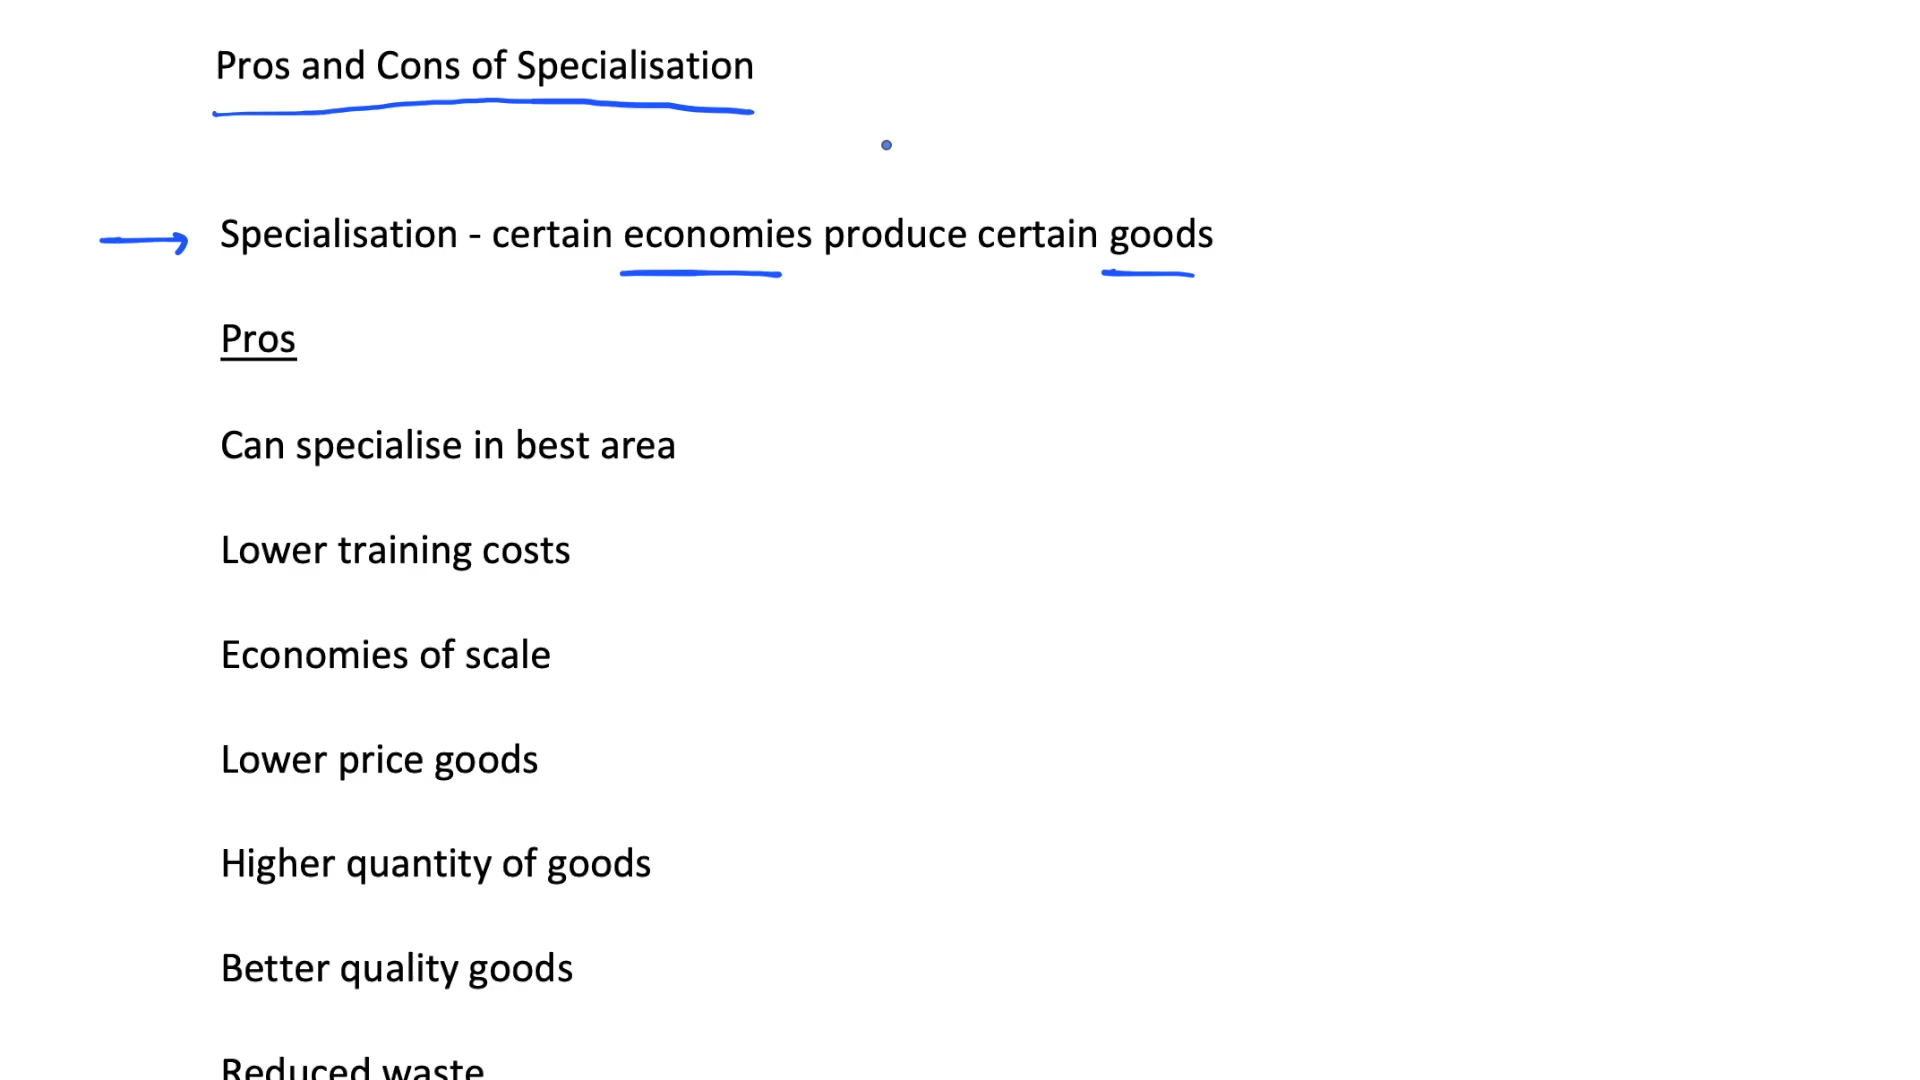 Pros and Cons of Specialisation
Specialisation - certain economies produce certain goods
Pros
Can specialise in best area
Lower training costs
Economies of scale
Lower price goods
Higher quantity of goods
Better quality goods
Reduced waste